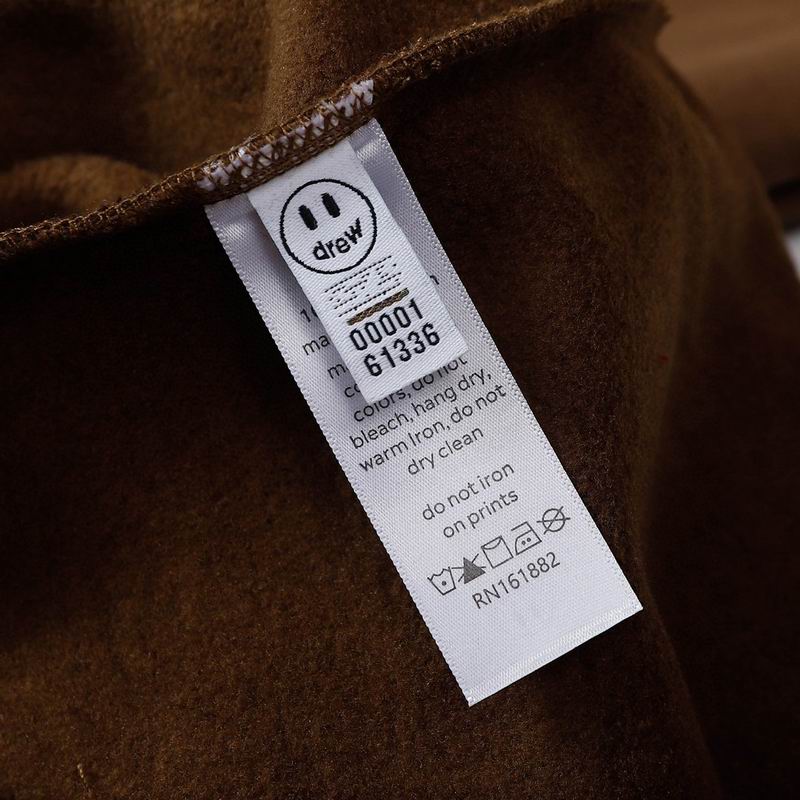 drew
00001
61336
colors, do not
bleach, hang dry,
warm Iron, do not
dry clean
do not iron
on prints
RN161882